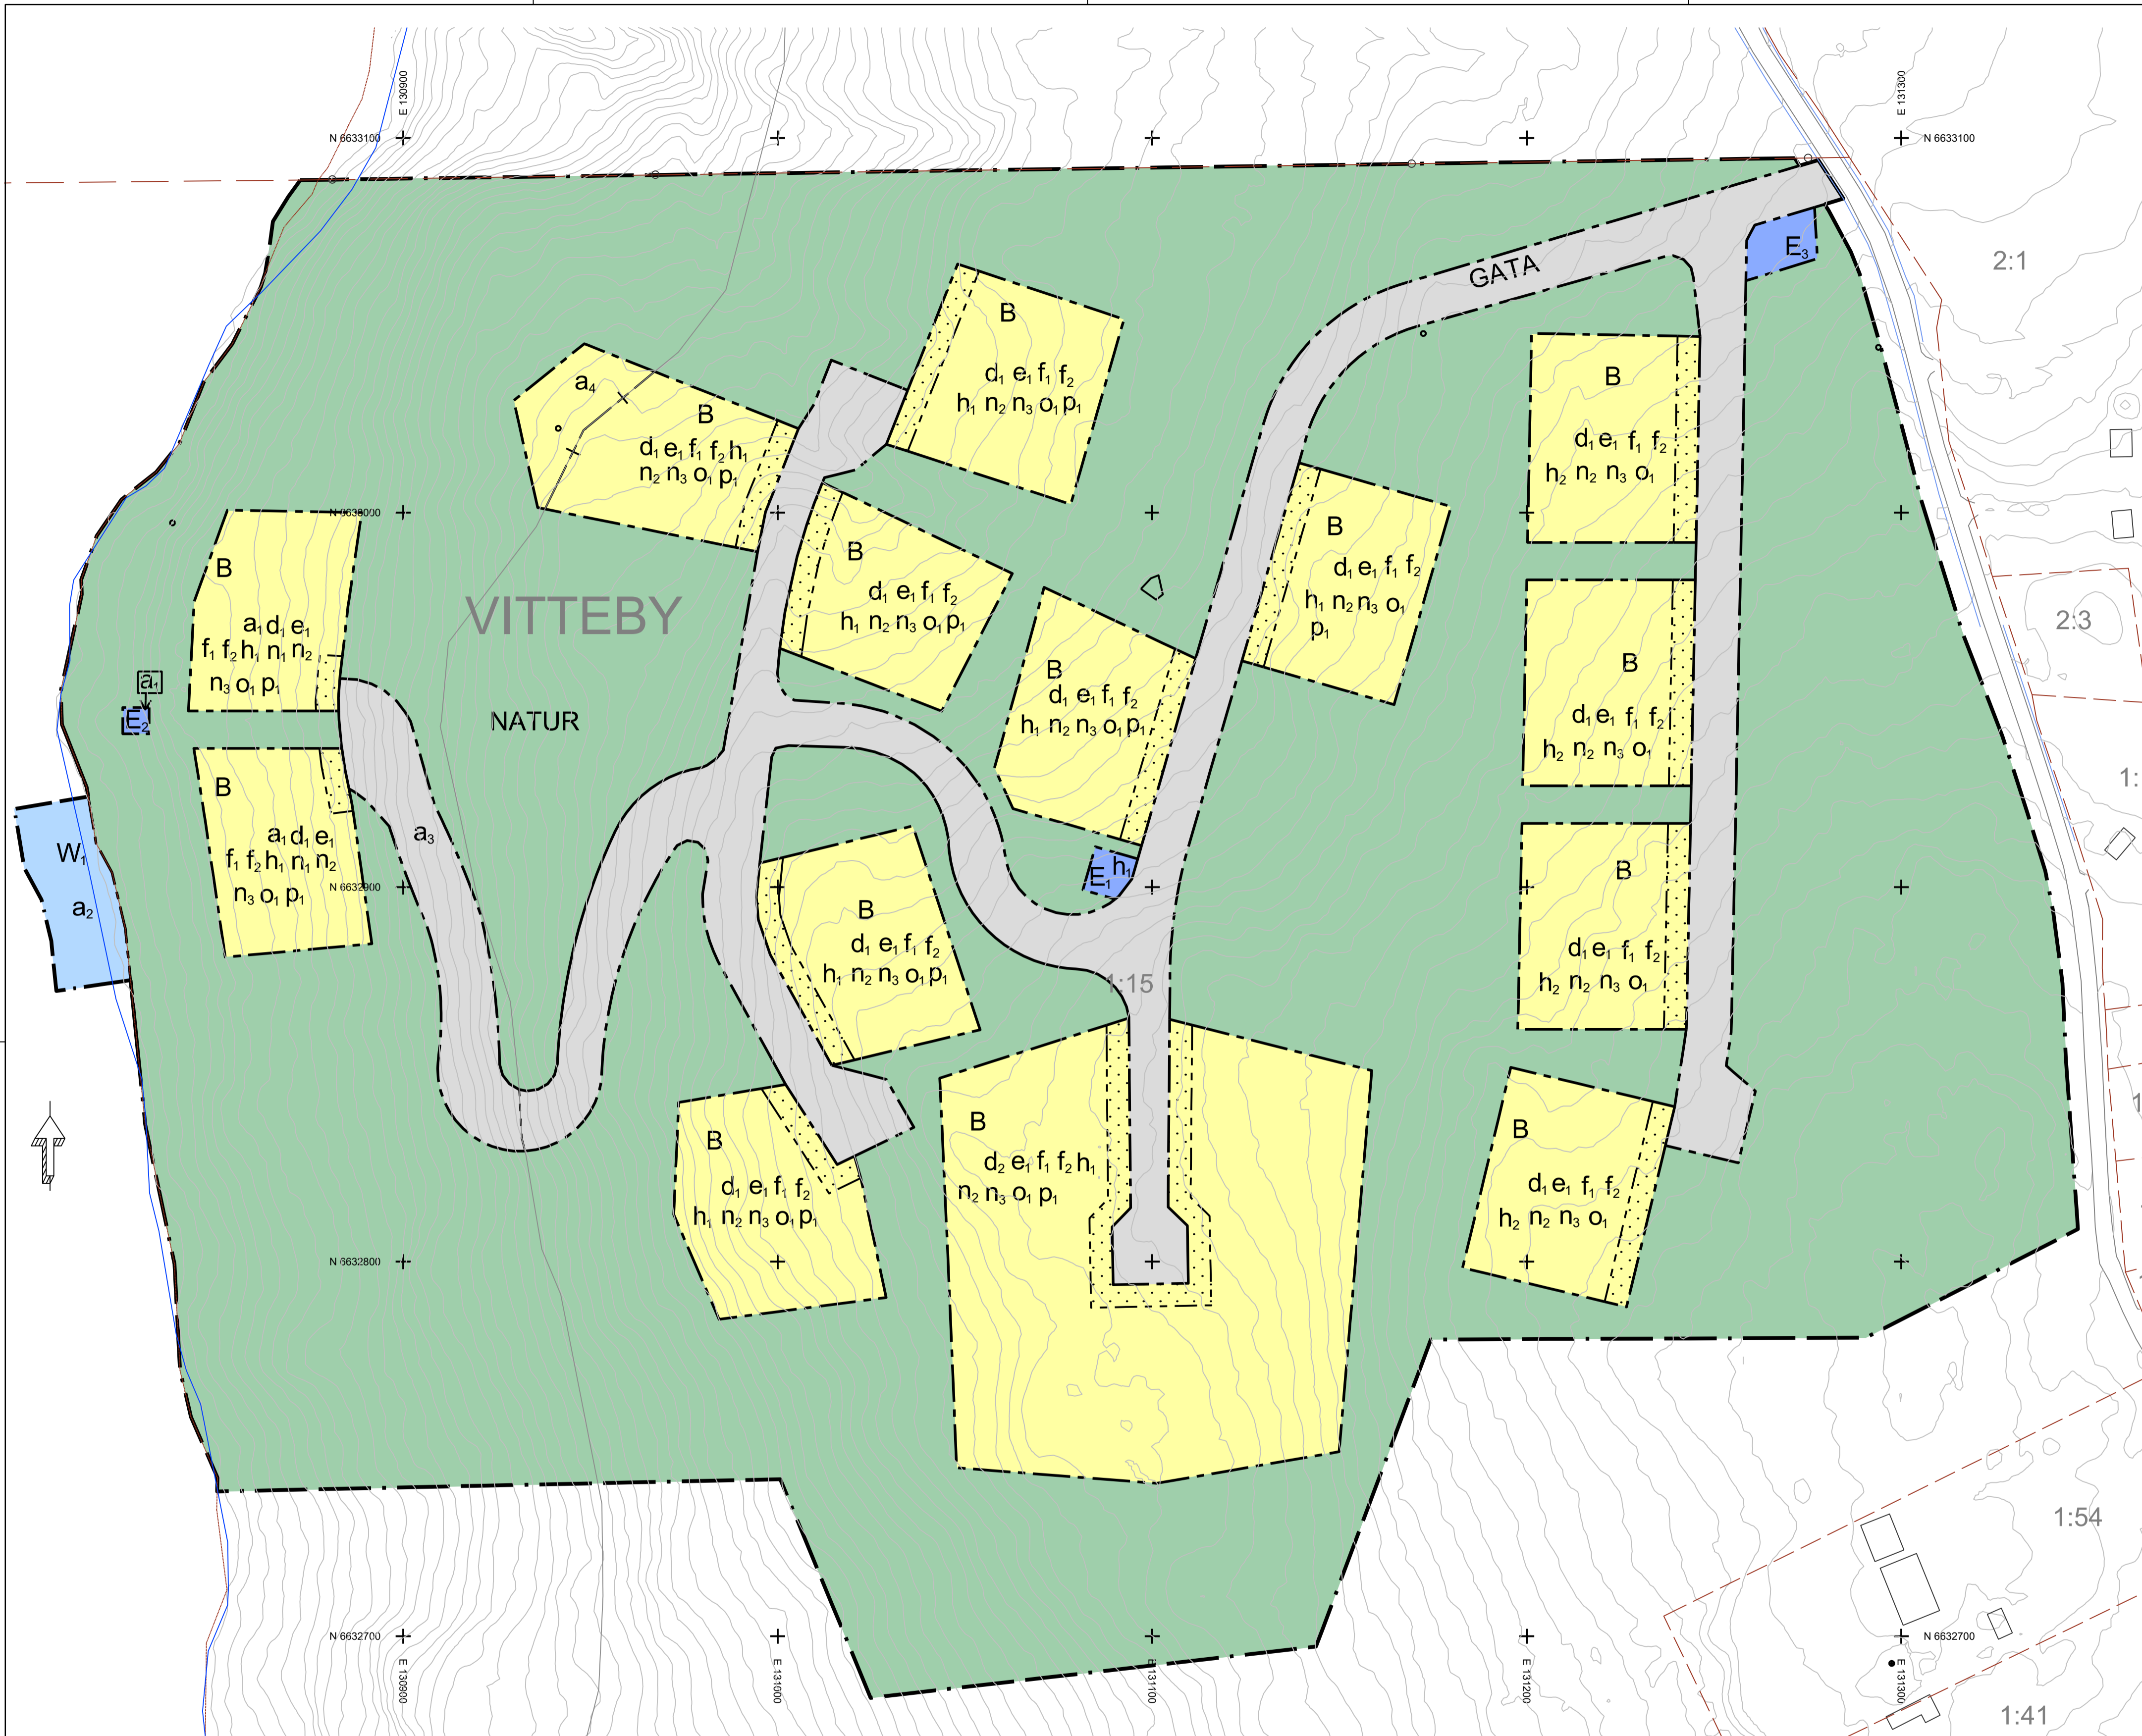 E 130900
E 131300
N 6633100
N 6633100
2:1
E₃
GATA
B
d₁ e₁ f₁ f₂
h₁ n₂ n₃ o₁ p₁
a₄
B
d₁ e₁ f₁ f₂ h₁
n₂ n₃ o₁ p₁
B
d₁ e₁ f₁ f₂
h₂ n₂ n₃ o₁
B
d₁ e₁ f₁ f₂
h₁ n₂ n₃ o₁
p₁
B
d₁ e₁ f₁ f₂
h₁ n₂ n₃ o₁ p₁
B
a₁ d₁ e₁
f₁ f₂ h₁ n₁ n₂
n₃ o₁ p₁
VITTEBY
2:3
B
d₁ e₁ f₁ f₂
h₁ n₂ n₃ o₁ p₁
B
d₁ e₁ f₁ f₂
h₂ n₂ n₃ o₁
a₁
E₂
NATUR
B
a₁ d₁ e₁
f₁ f₂ h₁ n₁ n₂
n₃ o₁ p₁
a₃
W₁
a₂
N 6632900
E₁ h₁
B
d₁ e₁ f₁ f₂
h₁ n₂ n₃ o₁ p₁
B
d₁ e₁ f₁ f₂
h₂ n₂ n₃ o₁
1:15
B
d₂ e₁ f₁ f₂ h₁
n₂ n₃ o₁ p₁
B
d₁ e₁ f₁ f₂
h₁ n₂ n₃ o₁ p₁
B
d₁ e₁ f₁ f₂
h₂ n₂ n₃ o₁
N 6632800
1:54
N 6632700
N 6632700
E 130900
E 131000
E 131100
E 131200
E 131300
1:41